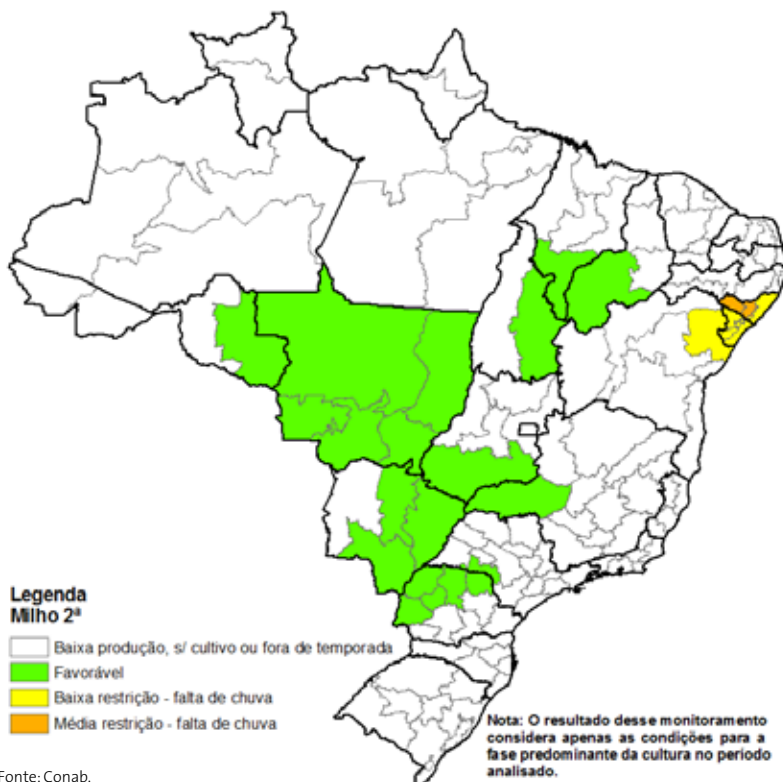 Legenda
Milho 2ª
Baixa produção, s/ cultivo ou fora de temporada
Favorável
Baixa restrição - falta de chuva
Média restrição - falta de chuva
Nota: O resultado desse monitoramento
considera apenas as condições para a
fase predominante da cultura no período
analisado.
Fonte: Conab.